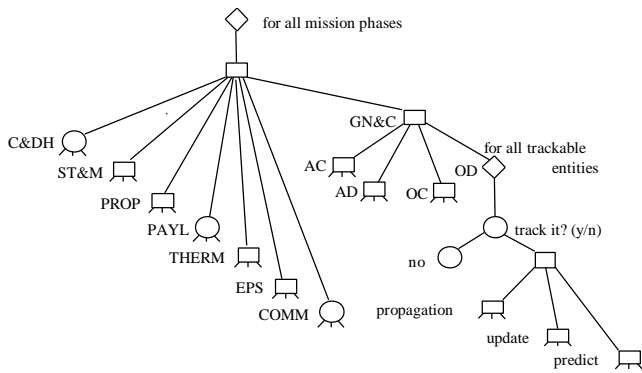 for all mission phases
GN&C
C&DH
for all trackable
entities
ST&M
AC
OD
AD
OC
PROP
PAYL
track it? (y/n)
THERM
no
EPS
COMM
propagation
update
predict